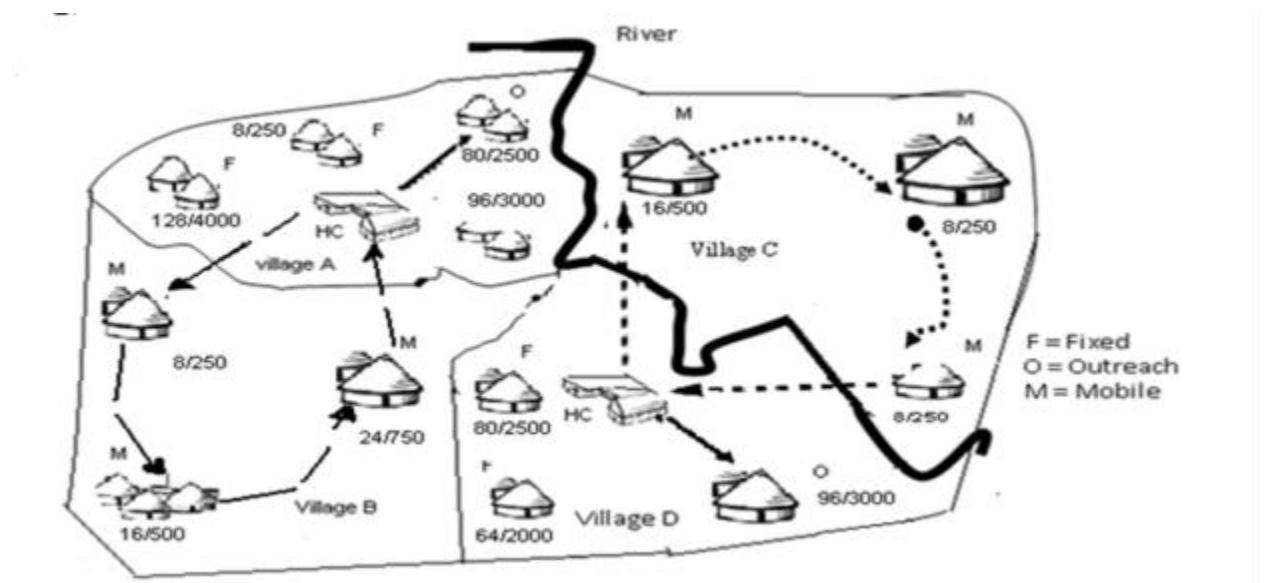 River
O
8/250
F
M
M
F
80/2500
128/4000
96/3000
16/500
HC
8/250
Village C
village A
M
F = Fixed
M
M
O = Outreach
F
M = Mobile
8/250
HC
8/250
80/2500
24/750
M
F
O
96/3000
Village B
Village D
16/500
64/2000